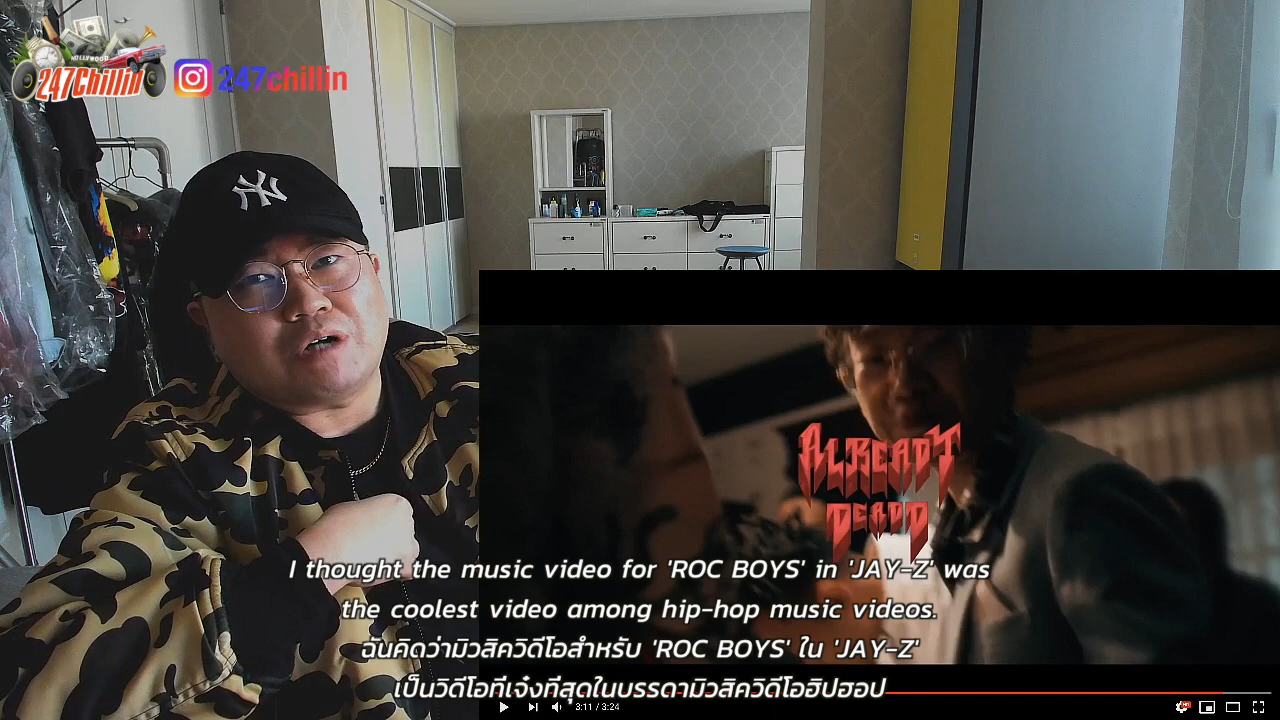 247Chillin
247chillin
HOLLYWOOD
NY
ALREADY
DEAD
I thought the music video for 'ROC BOYS' in 'JAY-Z' was
the coolest video among hip-hop music videos.
ฉันคิดว่ามิวสิควิดีโอสำหรับ 'ROC BOYS' ใน 'JAY-Z'
เป็นวิดีโอที่เจ๋งที่สุดในบรรดามิวสิควิดีโอฮิปฮอป
3:11 / 3:24
HD